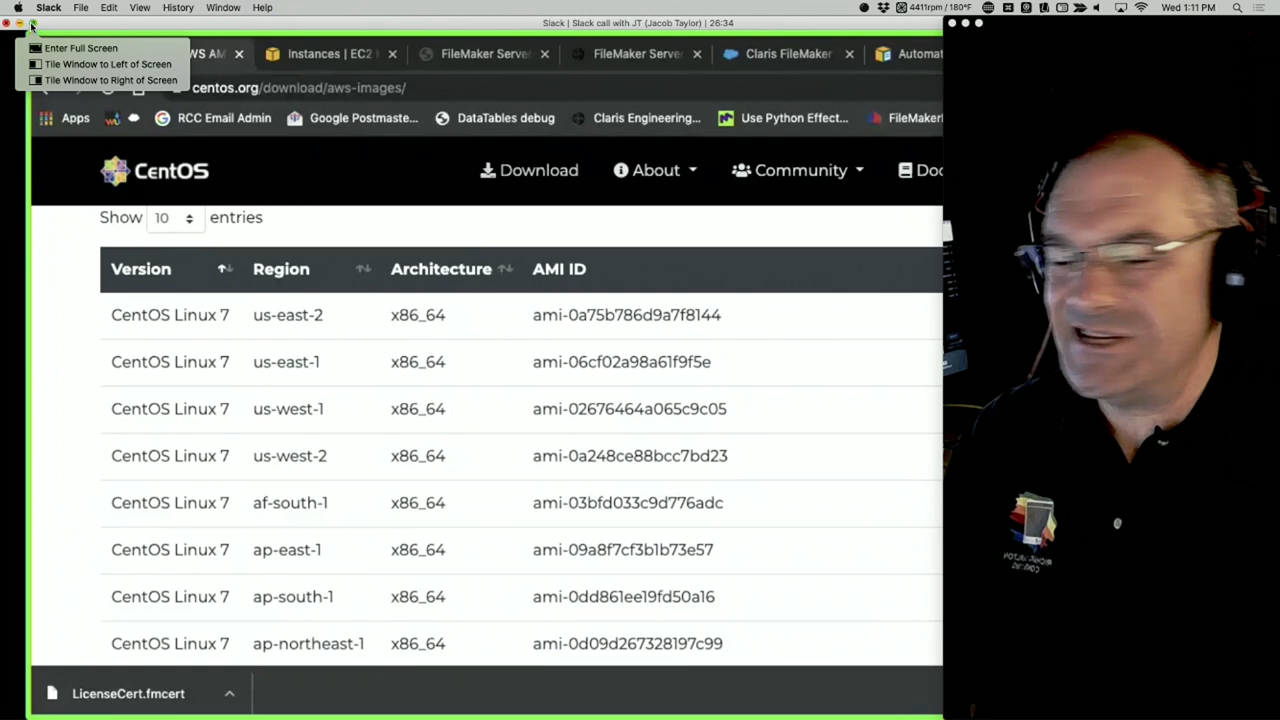 Slack File Edit View History Window Help 4411rpm / 180°F Wed 1:11 PM
Slack | Slack call with JT (Jacob Taylor) | 26:34
Enter Full Screen
Tile Window to Left of Screen
Tile Window to Right of Screen
WS AM Instances | EC2 FileMaker Serve FileMaker Serve Claris FileMaker Automa
centos.org/download/aws-images/
Apps RCC Email Admin Google Postmaste... DataTables debug Claris Engineering,... Use Python Effect... FileMaker
CentOS Download About Community Doc
Show 10 entries
Version Region Architecture AMI ID
CentOS Linux 7 us-east-2 x86_64 ami-0a75b786d9a7f8144
CentOS Linux 7 us-east-1 x86_64 ami-06cf02a98a61f9f5e
CentOS Linux 7 us-west-1 x86_64 ami-02676464a065c9c05
CentOS Linux 7 us-west-2 x86_64 ami-0a248ce88bcc7bd23
CentOS Linux 7 af-south-1 x86_64 ami-03bfd033c9d776adc
CentOS Linux 7 ap-east-1 x86_64 ami-09a8f7cf3b1b73e57
CentOS Linux 7 ap-south-1 x86_64 ami-0dd861ee19fd50a16
CentOS Linux 7 ap-northeast-1 x86_64 ami-0d09d267328197c99
LicenseCert.fmcert